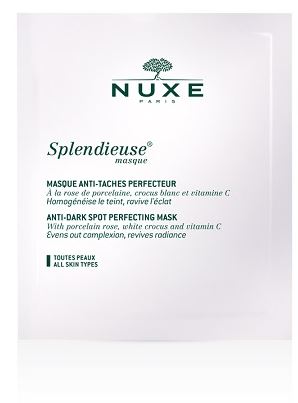 NUXE
PARIS
Splendieuse®
masque
MASQUE ANTI-TACHES PERFECTEUR
À la rose de porcelaine, crocus blanc et vitamine C
Homogénéise le teint, ravive l'éclat
ANTI-DARK SPOT PERFECTING MASK
With porcelain rose, white crocus and vitamin C
Evens out complexion, revives radiance
TOUTES PEAUX
ALL SKIN TYPES